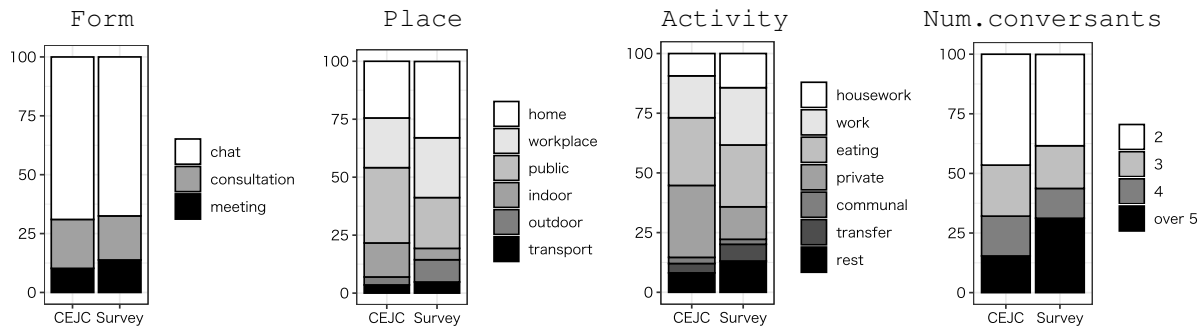 Form
100
75
50
25
0
CEJC Survey
chat
consultation
meeting
Place
100
75
50
25
0
CEJC Survey
home
workplace
public
indoor
outdoor
transport
Activity
100
75
50
25
0
CEJC Survey
housework
work
eating
private
communal
transfer
rest
Num.conversants
100
75
50
25
0
CEJC Survey
2
3
4
over 5